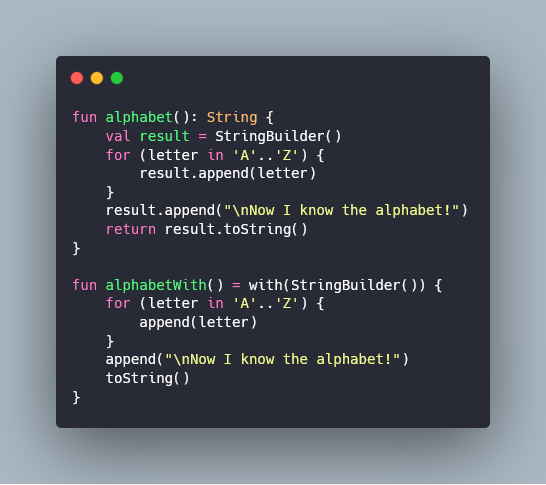 fun alphabet(): String {
    val result = StringBuilder()
    for (letter in 'A'..'Z') {
        result.append(letter)
    }
    result.append("\nNow I know the alphabet!")
    return result.toString()
}

fun alphabetWith() = with(StringBuilder()) {
    for (letter in 'A'..'Z') {
        append(letter)
    }
    append("\nNow I know the alphabet!")
    toString()
}